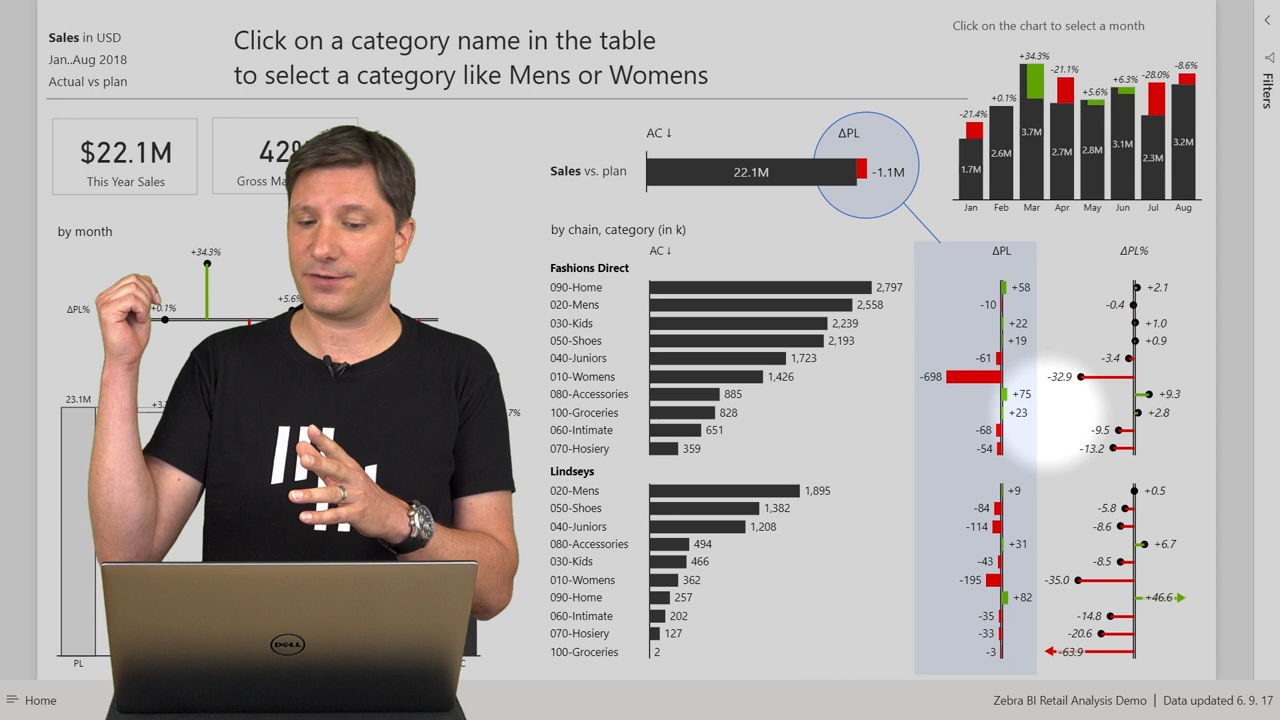 Sales in USD
Jan..Aug 2018
Actual vs plan
Click on a category name in the table
to select a category like Mens or Womens
Click on the chart to select a month
Filters
$22.1M
This Year Sales
by month
+34.3%
+0.1%
+5.6%
ΔPL%
23.1M
PL
AC ↓ ΔPL
Sales vs. plan 22.1M -1.1M
-21.4% +0.1% +34.3% -21.1% +5.6% +6.3% -28.0% -8.6%
1.7M 2.6M 3.7M 2.7M 2.8M 3.1M 2.3M 3.2M
Jan Feb Mar Apr May Jun Jul Aug
by chain, category (in k)
AC ↓ ΔPL ΔPL%
Fashions Direct
090-Home 2,797 +58 +2.1
020-Mens 2,558 -10 -0.4
030-Kids 2,239 +22 +1.0
050-Shoes 2,193 +19 +0.9
040-Juniors 1,723 -61 -3.4
010-Womens 1,426 -698 -32.9
080-Accessories 885 +75 +9.3
100-Groceries 828 +23 +2.8
060-Intimate 651 -68 -9.5
070-Hosiery 359 -54 -13.2
Lindseys
020-Mens 1,895 +9 +0.5
050-Shoes 1,382 -84 -5.8
040-Juniors 1,208 -114 -8.6
080-Accessories 494 +31 +6.7
030-Kids 466 -43 -8.5
010-Womens 362 -195 -35.0
090-Home 257 +82 +46.6
060-Intimate 202 -35 -14.8
070-Hosiery 127 -33 -20.6
100-Groceries 2 -3 -63.9
DELL
Home
Zebra BI Retail Analysis Demo | Data updated 6. 9. 17